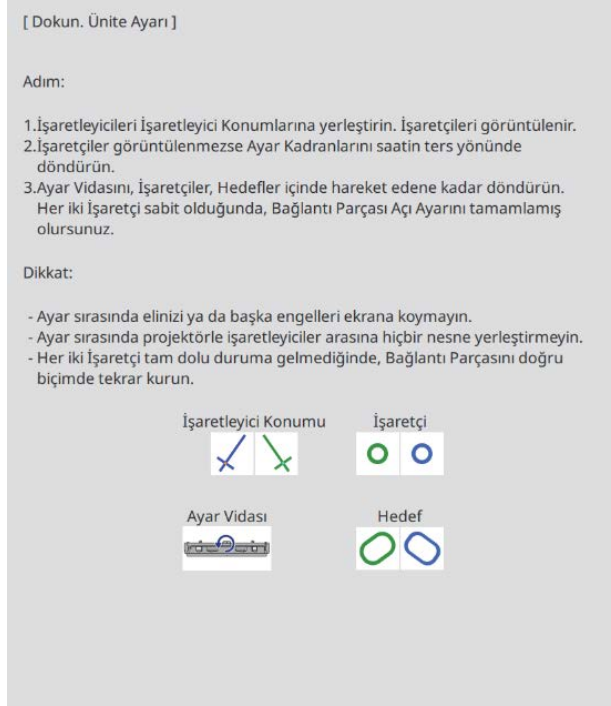 [ Dokun. Ünite Ayarı ]
Adım:
1.İşaretleyicileri İşaretleyici Konumlarına yerleştirin. İşaretçileri görüntülenir.
2.İşaretçiler görüntülenmezse Ayar Kadranlarını saatin ters yönünde
döndürün.
3.Ayar Vidasını, İşaretçiler, Hedefler içinde hareket edene kadar döndürün.
Her iki İşaretçi sabit olduğunda, Bağlantı Parçası Açı Ayarını tamamlamış
olursunuz.
Dikkat:
- Ayar sırasında elinizi ya da başka engelleri ekrana koymayın.
- Ayar sırasında projektörle işaretleyiciler arasına hiçbir nesne yerleştirmeyin.
- Her iki İşaretçi tam dolu duruma gelmediğinde, Bağlantı Parçasını doğru
biçimde tekrar kurun.
İşaretleyici Konumu İşaretçi
Ayar Vidası Hedef